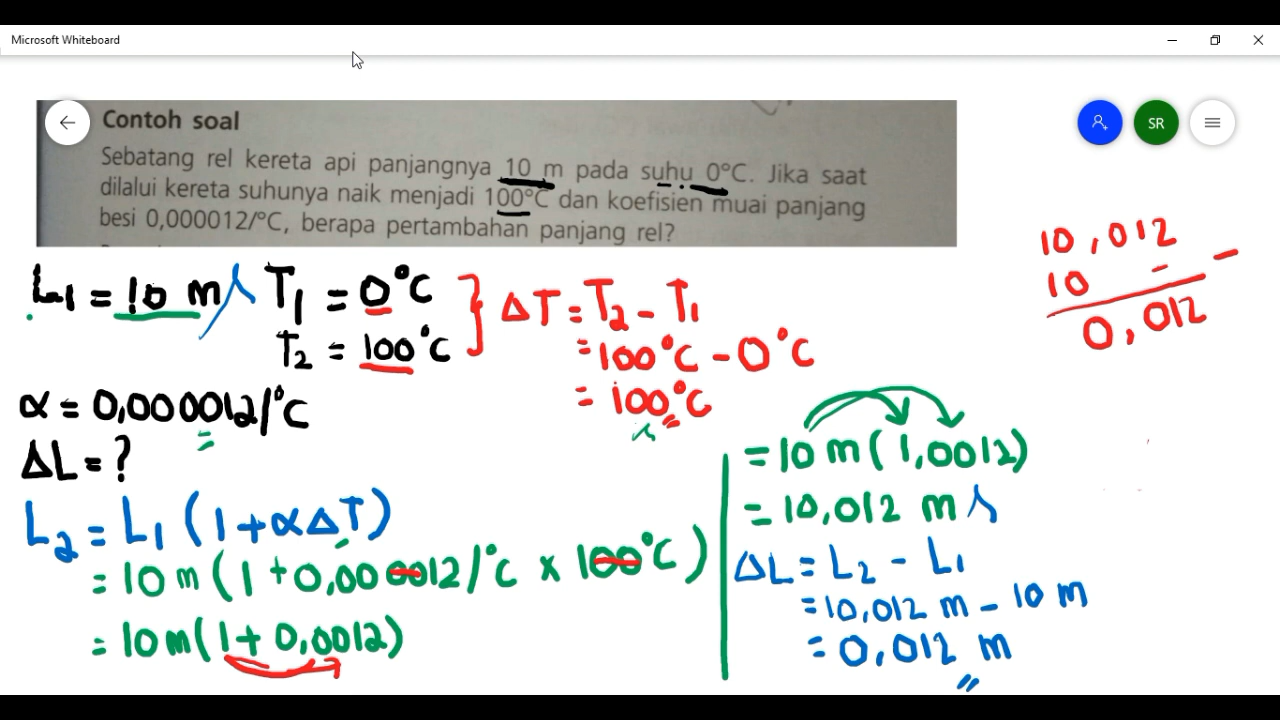 Microsoft Whiteboard
SR
Contoh soal
Sebatang rel kereta api panjangnya 10 m pada suhu 0°C. Jika saat
dilalui kereta suhunya naik menjadi 100°C dan koefisien muai panjang
besi 0,000012/°C, berapa pertambahan panjang rel?
L1 = 10 m
T1 = 0°C
T2 = 100°C
ΔT = T2 - T1
= 100°C - 0°C
= 100°C
10,012
10 -
0,012
α = 0,000012/°C
ΔL = ?
L2 = L1 (1 + αΔT)
= 10 m (1 + 0,000012/°C x 100°C)
= 10 m (1 + 0,0012)
= 10 m (1,0012)
= 10,012 m
ΔL = L2 - L1
= 10,012 m - 10 m
= 0,012 m